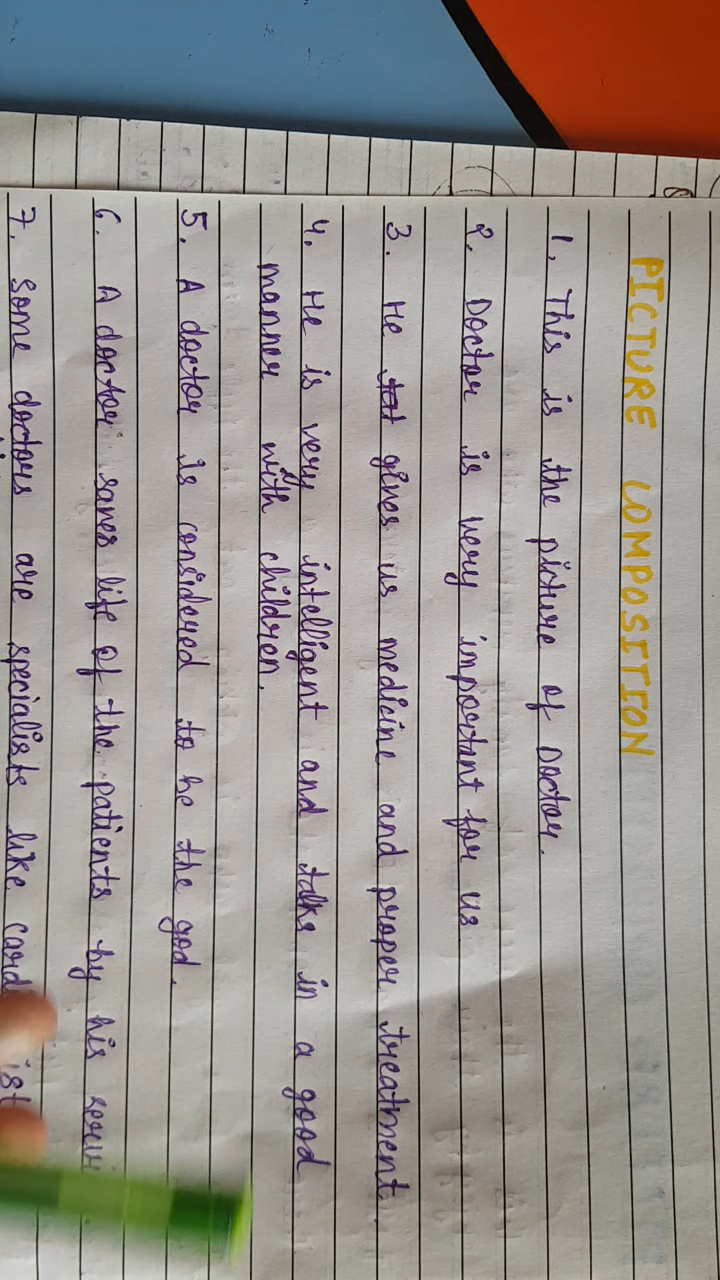 PICTURE COMPOSITION
1. This is the picture of Doctor.
2. Doctor is very important for us
3. He gives us medicine and proper treatment.
4. He is very intelligent and talks in a good
manner with children.
5. A doctor is considered to be the god.
6. A doctor saves life of the patients by his
7. Some doctors are specialists like